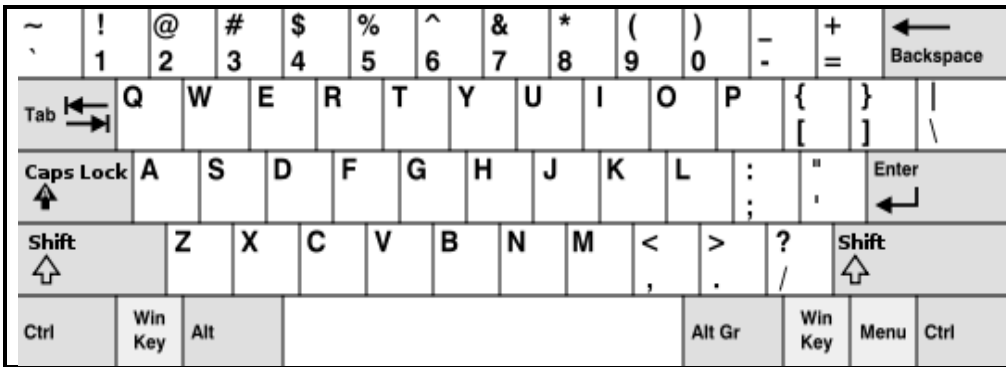 ~ ! @ # $ % ^ & * ( ) _ + Backspace
` 1 2 3 4 5 6 7 8 9 0 - =
Tab Q W E R T Y U I O P { } |
[ ] \
Caps Lock A S D F G H J K L : " Enter
; '
Shift Z X C V B N M < > ? Shift
, . /
Ctrl Win Key Alt Alt Gr Win Key Menu Ctrl